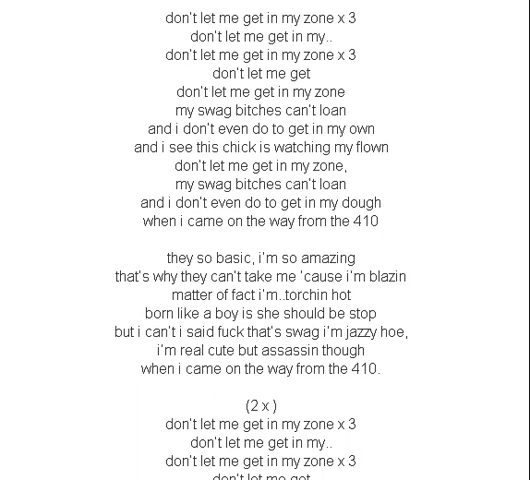 don't let me get in my zone x 3
don't let me get in my..
don't let me get in my zone x 3
don't let me get
don't let me get in my zone
my swag bitches can't loan
and i don't even do to get in my own
and i see this chick is watching my flown
don't let me get in my zone,
my swag bitches can't loan
and i don't even do to get in my dough
when i came on the way from the 410

they so basic, i'm so amazing
that's why they can't take me 'cause i'm blazin
matter of fact i'm..torchin hot
born like a boy is she should be stop
but i can't i said fuck that's swag i'm jazzy hoe,
i'm real cute but assassin though
when i came on the way from the 410.

(2 x )
don't let me get in my zone x 3
don't let me get in my..
don't let me get in my zone x 3
don't let me get